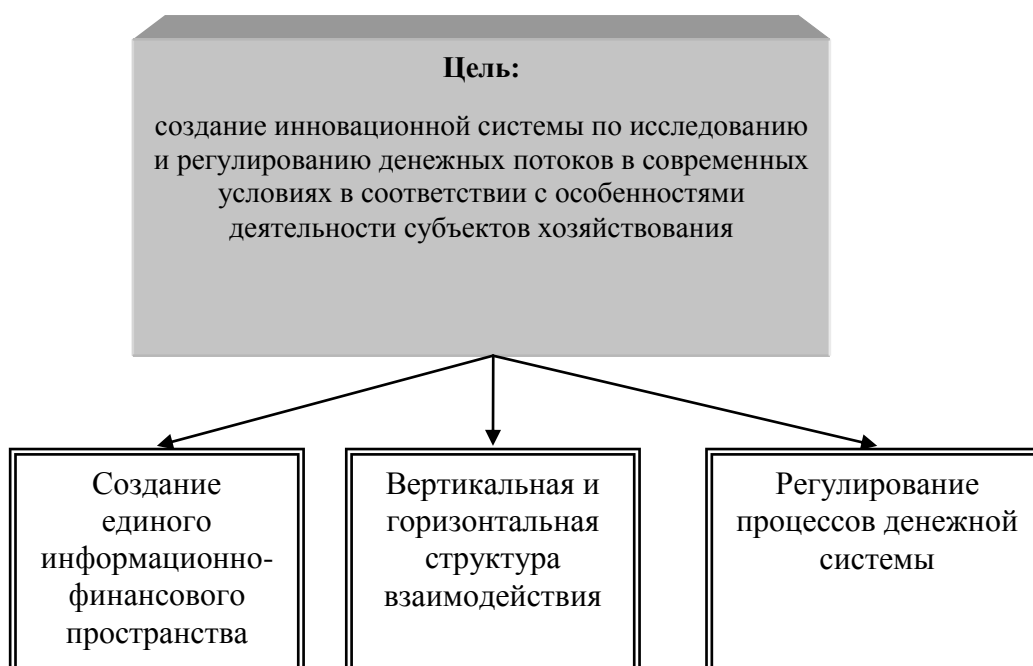 Цель:
создание инновационной системы по исследованию
и регулированию денежных потоков в современных
условиях в соответствии с особенностями
деятельности субъектов хозяйствования
Создание
единого
информационно-
финансового
пространства
Вертикальная и
горизонтальная
структура
взаимодействия
Регулирование
процессов денежной
системы